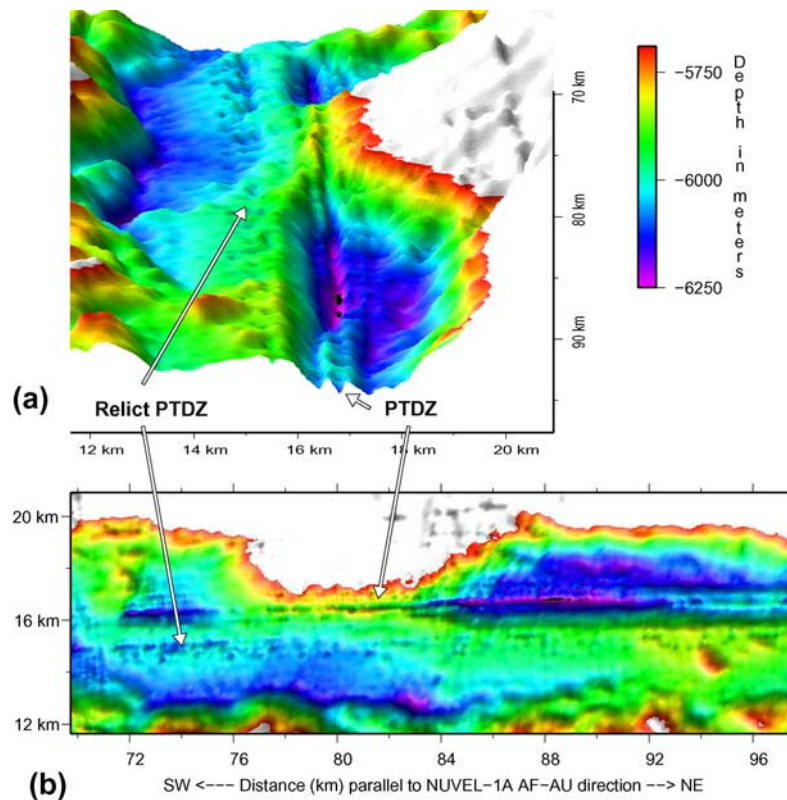 Depth in meters
−5750
−6000
−6250
70 km
80 km
90 km
(a)
Relict PTDZ
PTDZ
12 km 14 km 16 km 18 km 20 km
20 km
16 km
12 km
72 76 80 84 88 92 96
(b)
SW <−−− Distance (km) parallel to NUVEL−1A AF−AU direction −−> NE